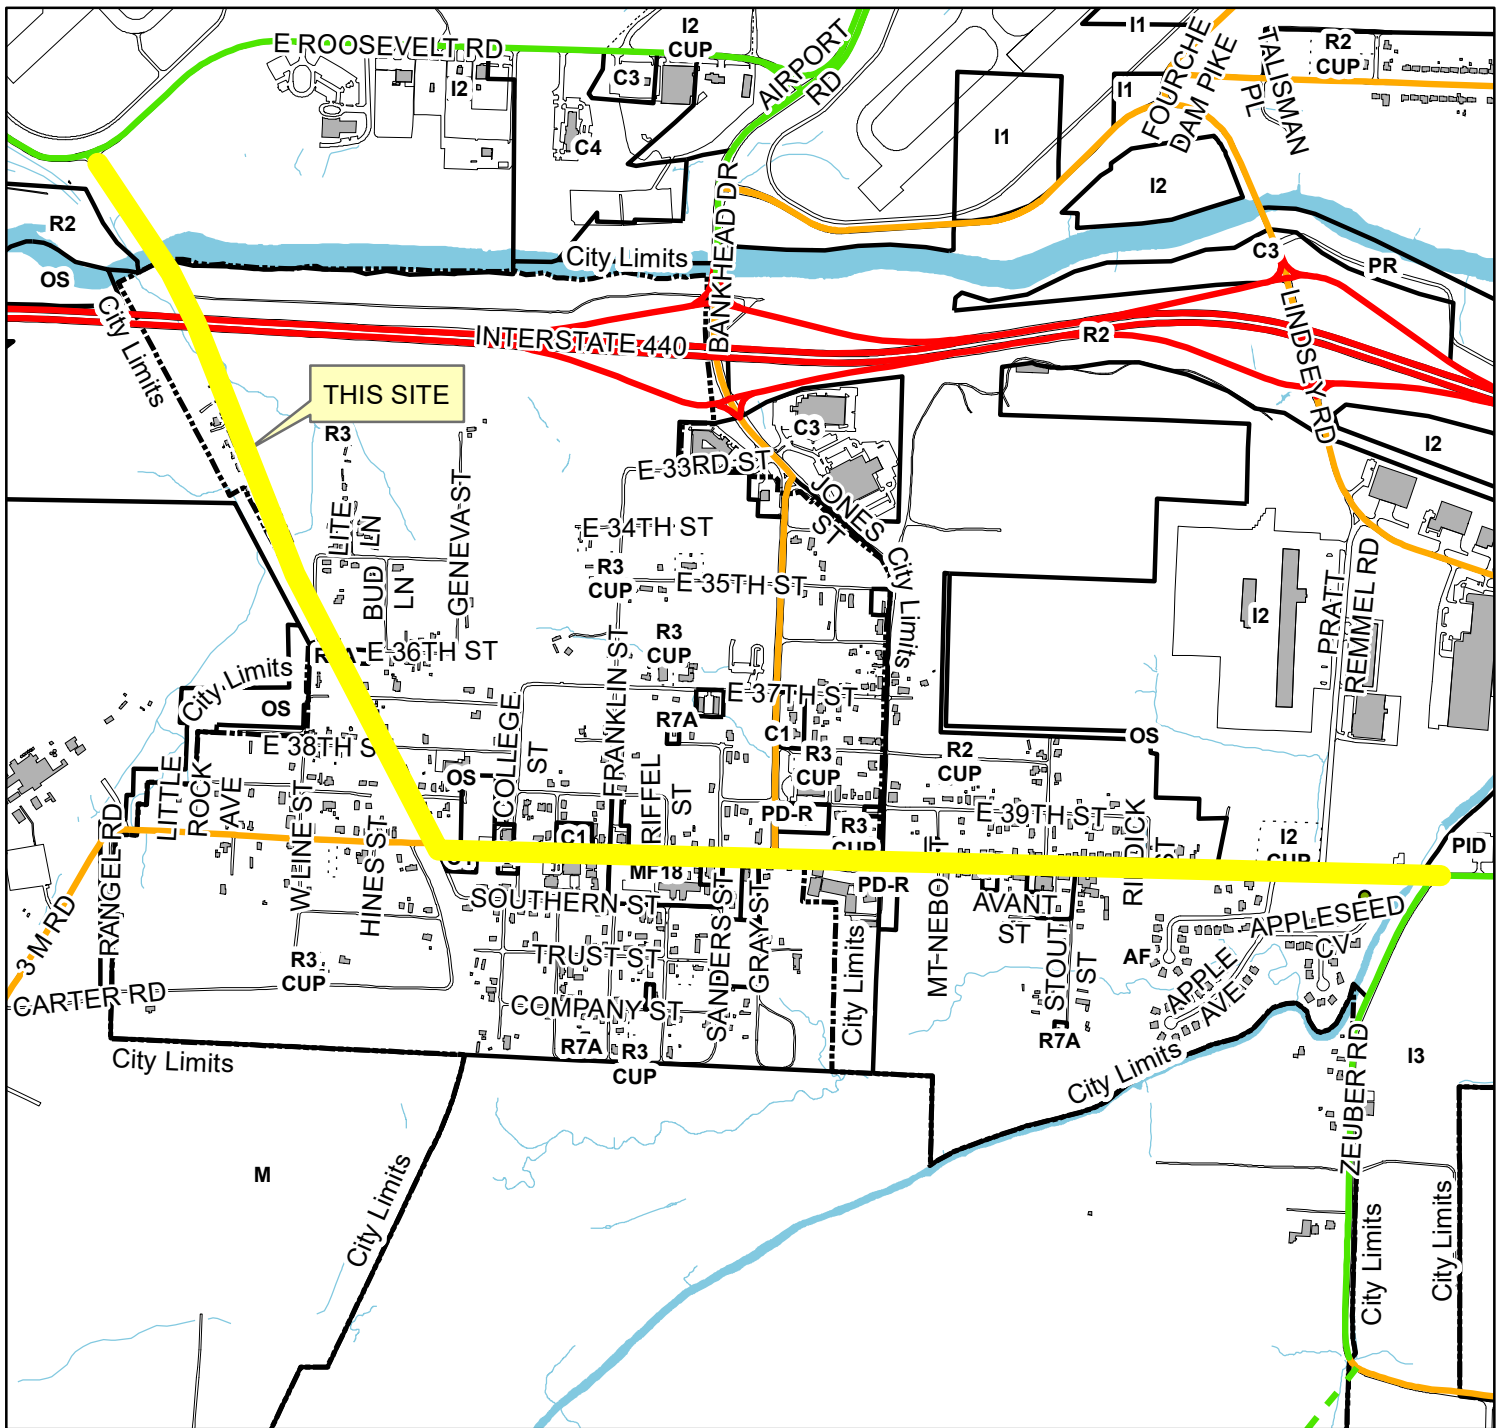 E ROOSEVELT RD
I2
CUP
I2
C3
C4
AIRPORT
RD
I1
FOURCHE
DAM PIKE
TALISMAN
PL
R2
CUP
I1
I1
I2
R2
OS
City Limits
City Limits
BANKHEAD DR
C3
PR
INTERSTATE 440
R2
LINDSEY RD
THIS SITE
R3
C3
I2
E 33RD ST
JONES
ST
LITE
LN
BUD
LN
GENEVA ST
E 34TH ST
R3
CUP
E 35TH ST
City Limits
I2
PRATT
REMMEL RD
E 36TH ST
FRANKLIN ST
R3
CUP
City Limits
OS
E 37TH ST
R7A
C1
R3
CUP
OS
E 38TH S
OS
COLLEGE
ST
RIFFEL
ST
R2
CUP
LITTLE
ROCK
AVE
WLINE ST
HINES ST
RANGEL RD
PD-R
E 39TH ST
R3
CUP
C1
I2
CUP
PID
MT-NEBO
MF18
PD-R
SOUTHERN ST
AVANT
ST
APPLESEED
CV
3-M RD
TRUST ST
SANDERS ST
GRAY ST
City Limits
STOUT
ST
AF
APPLE
AVE
R3
CUP
CARTER RD
COMPANY ST
R7A
R3
CUP
R7A
City Limits
City Limits
ZEUBER RD
I3
M
City Limits
City Limits
City Limits